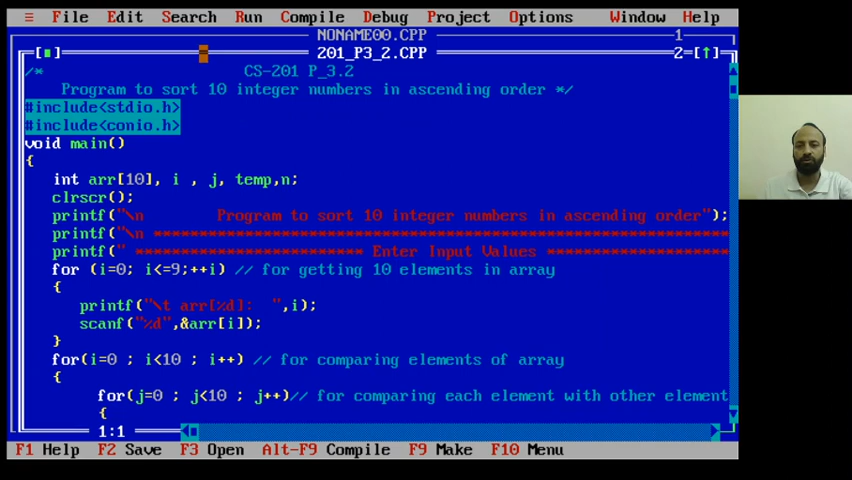 ≡ File Edit Search Run Compile Debug Project Options Window Help
NONAME00.CPP 1
[■] 201_P3_2.CPP 2=[↑]
/* CS-201 P_3.2
Program to sort 10 integer numbers in ascending order */
#include<stdio.h>
#include<conio.h>
void main()
{
int arr[10], i , j, temp,n;
clrscr();
printf("\n Program to sort 10 integer numbers in ascending order");
printf("\n ****************************************************************
printf(" ************************* Enter Input Values ********************
for (i=0; i<=9;++i) // for getting 10 elements in array
{
printf("\t arr[%d]: ",i);
scanf("%d",&arr[i]);
}
for(i=0 ; i<10 ; i++) // for comparing elements of array
{
for(j=0 ; j<10 ; j++)// for comparing each element with other element
{
1:1
F1 Help F2 Save F3 Open Alt-F9 Compile F9 Make F10 Menu